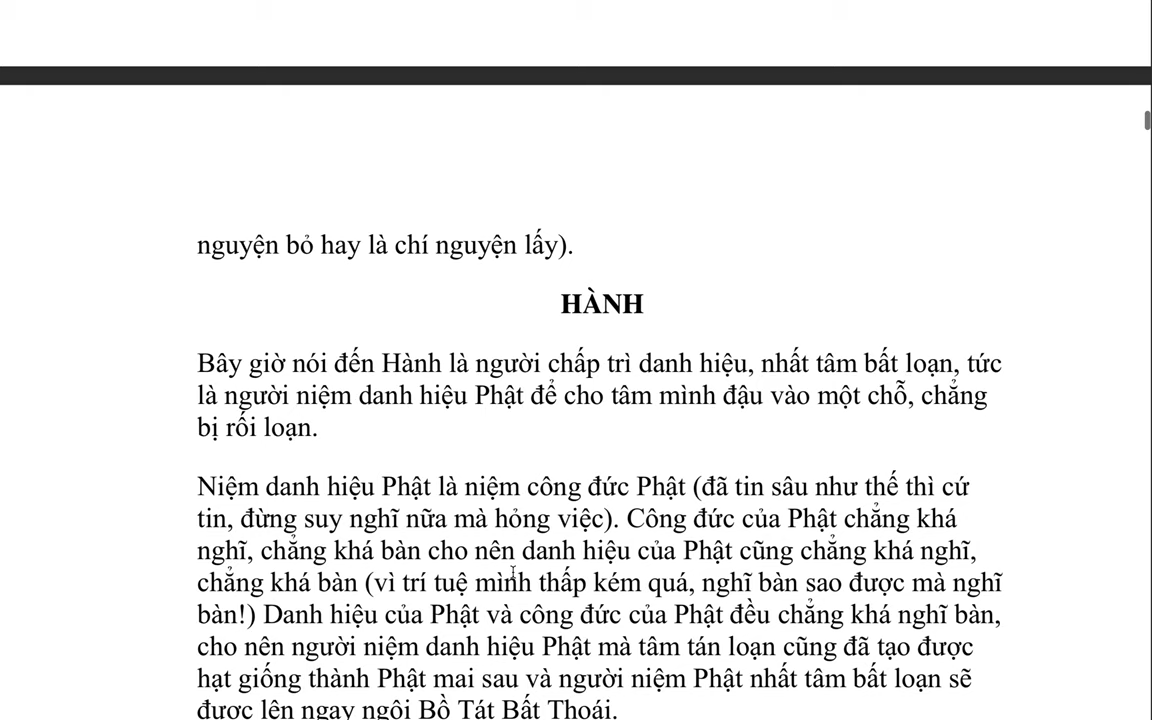 nguyện bỏ hay là chí nguyện lấy).
HÀNH
Bây giờ nói đến Hành là người chấp trì danh hiệu, nhất tâm bất loạn, tức
là người niệm danh hiệu Phật để cho tâm mình đậu vào một chỗ, chẳng
bị rối loạn.
Niệm danh hiệu Phật là niệm công đức Phật (đã tin sâu như thế thì cứ
tin, đừng suy nghĩ nữa mà hỏng việc). Công đức của Phật chẳng khá
nghĩ, chẳng khá bàn cho nên danh hiệu của Phật cũng chẳng khá nghĩ,
chẳng khá bàn (vì trí tuệ mình thấp kém quá, nghĩ bàn sao được mà nghĩ
bàn!) Danh hiệu của Phật và công đức của Phật đều chẳng khá nghĩ bàn,
cho nên người niệm danh hiệu Phật mà tâm tán loạn cũng đã tạo được
hạt giống thành Phật mai sau và người niệm Phật nhất tâm bất loạn sẽ
được lên ngay ngôi Bồ Tát Bất Thoái.